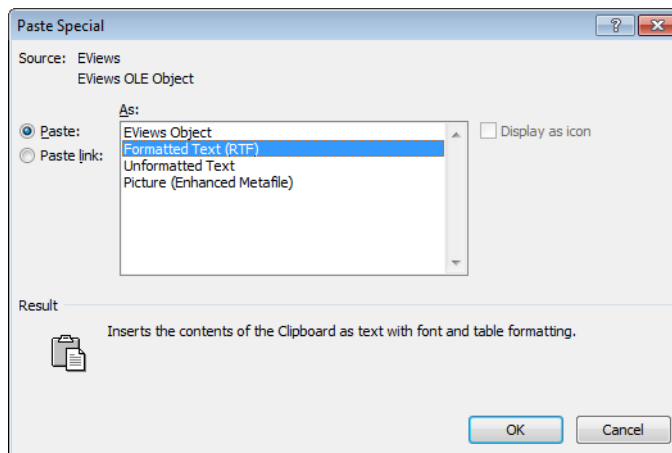 Paste Special
Source: EViews
EViews OLE Object
As:
Paste:
Paste link:
EViews Object
Formatted Text (RTF)
Unformatted Text
Picture (Enhanced Metafile)
Display as icon
Result
Inserts the contents of the Clipboard as text with font and table formatting.
OK
Cancel